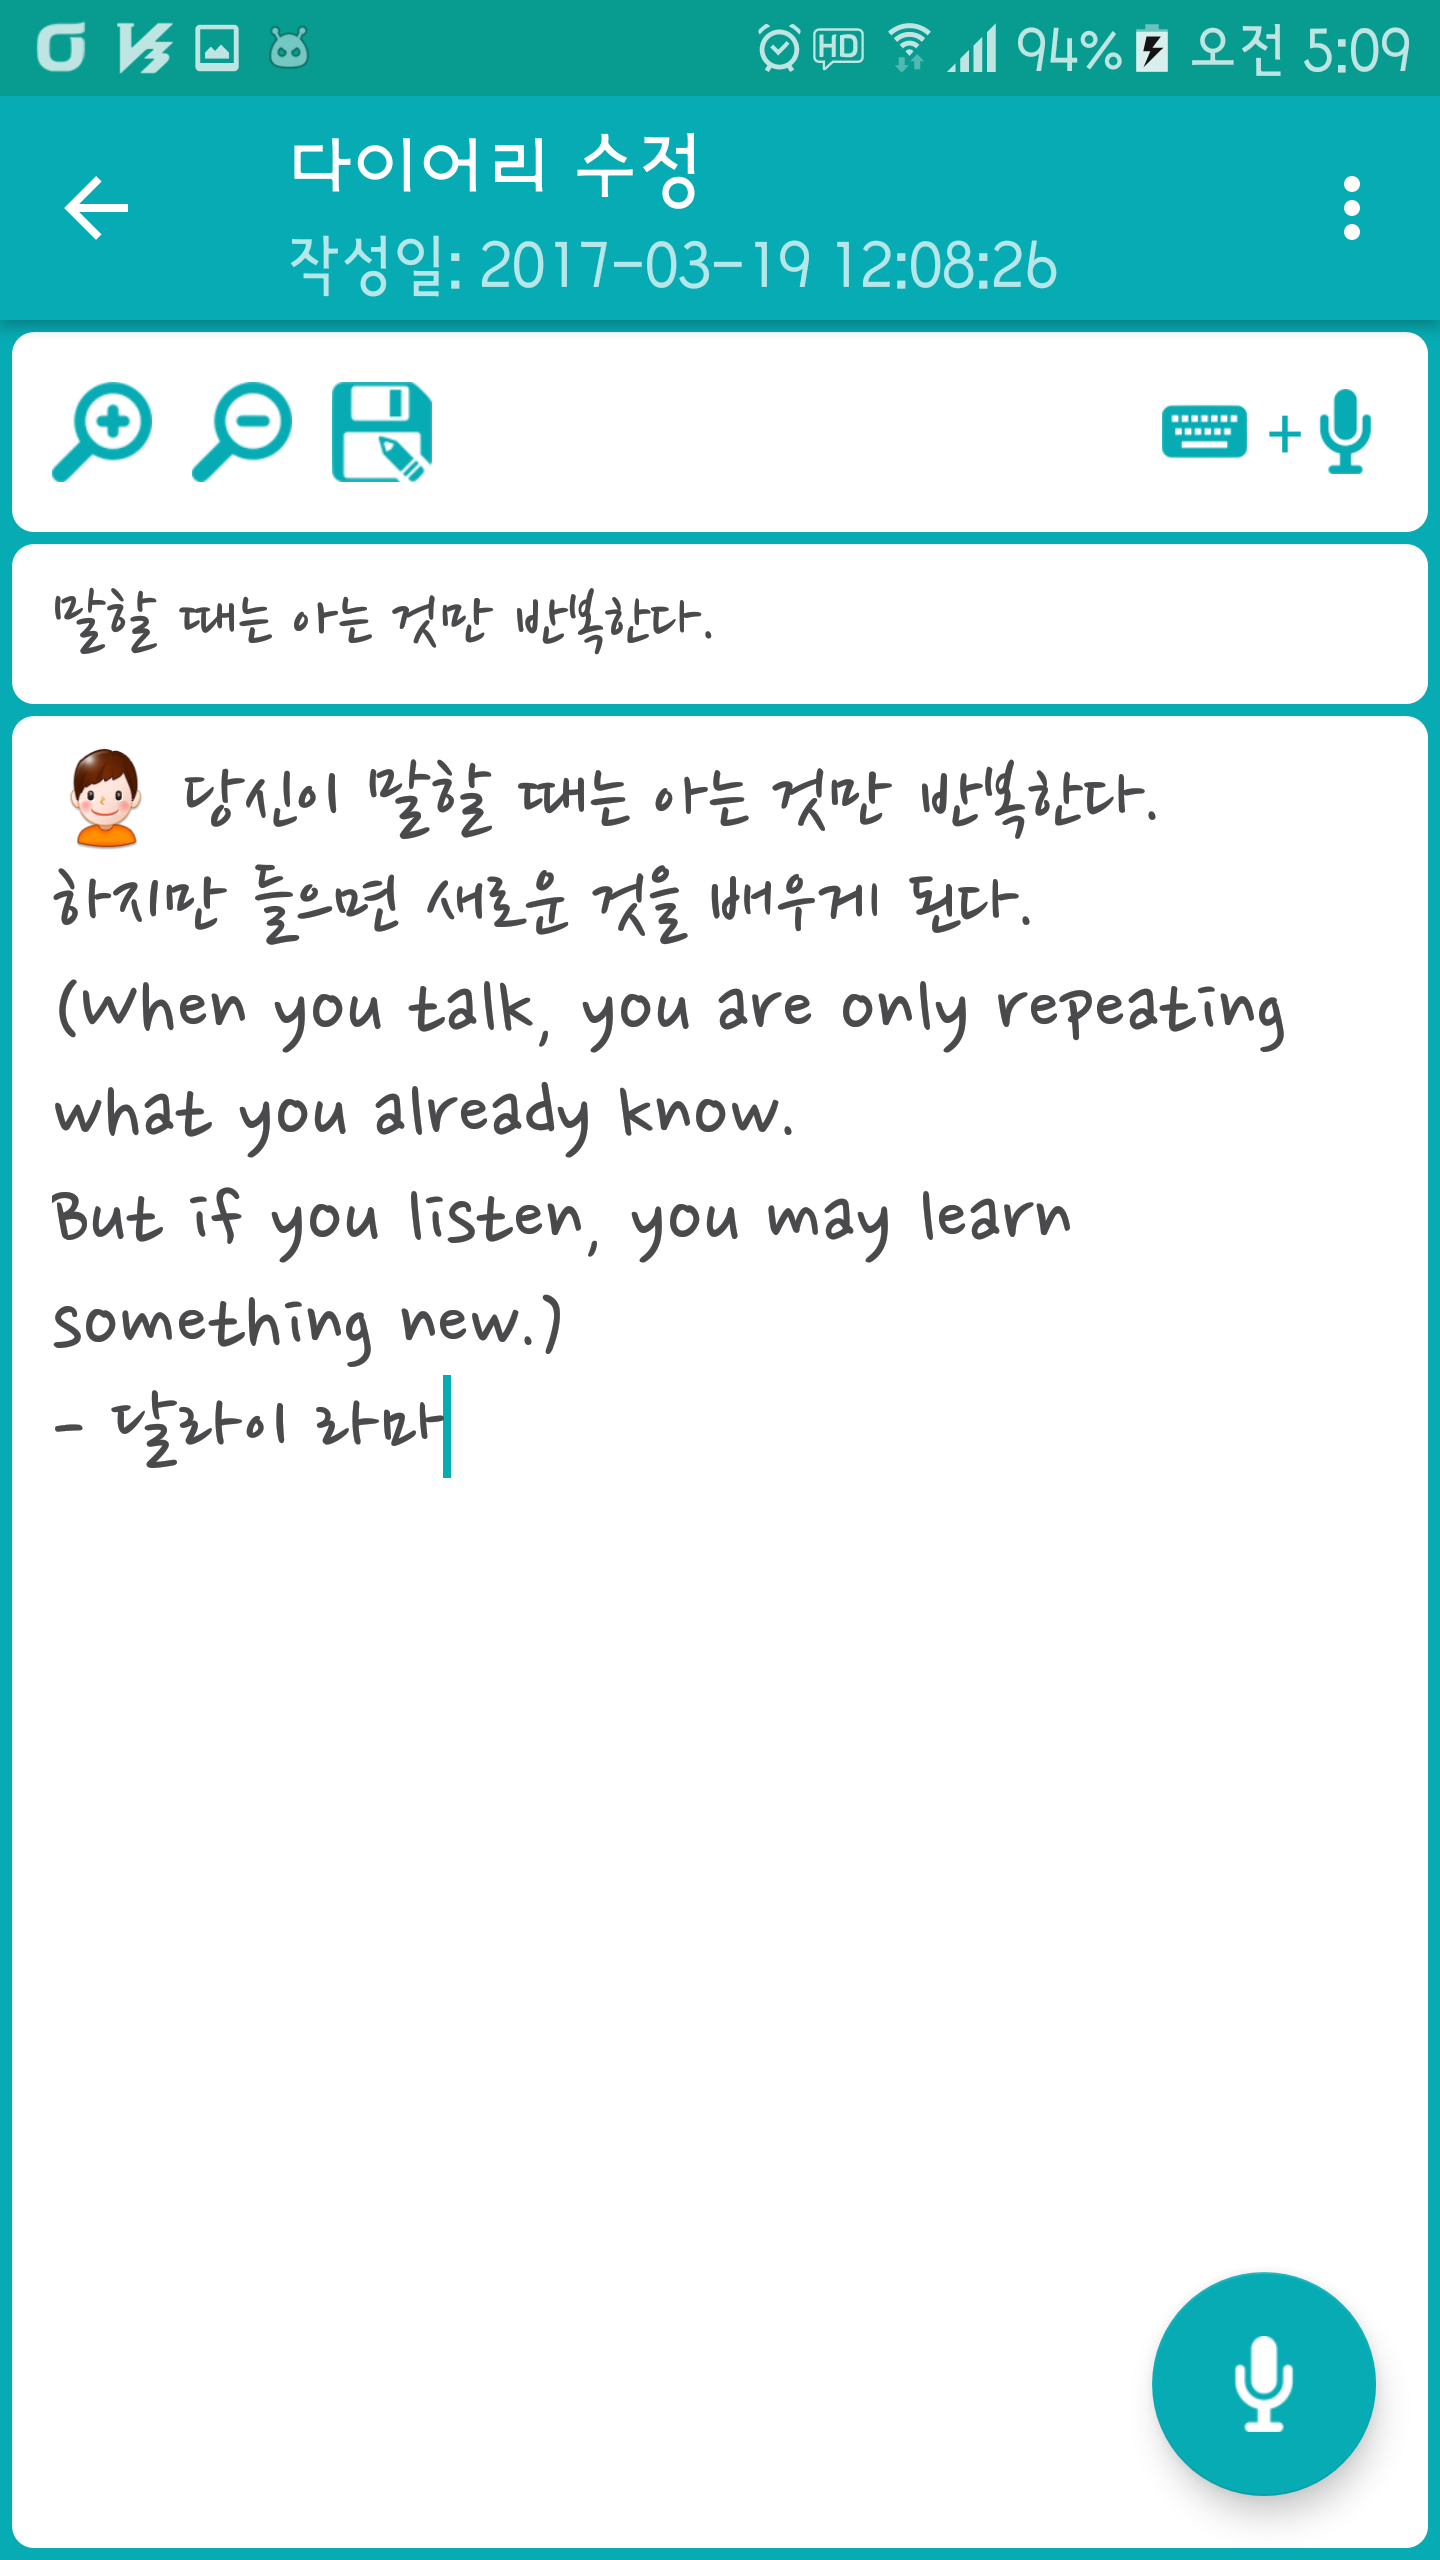 94% 오전 5:09
다이어리 수정
작성일: 2017-03-19 12:08:26
+
말할 때는 아는 것만 반복한다.
당신이 말할 때는 아는 것만 반복한다.
하지만 들으면 새로운 것을 배우게 된다.
(When you talk, you are only repeating
what you already know.
But if you listen, you may learn
something new.)
- 달라이 라마